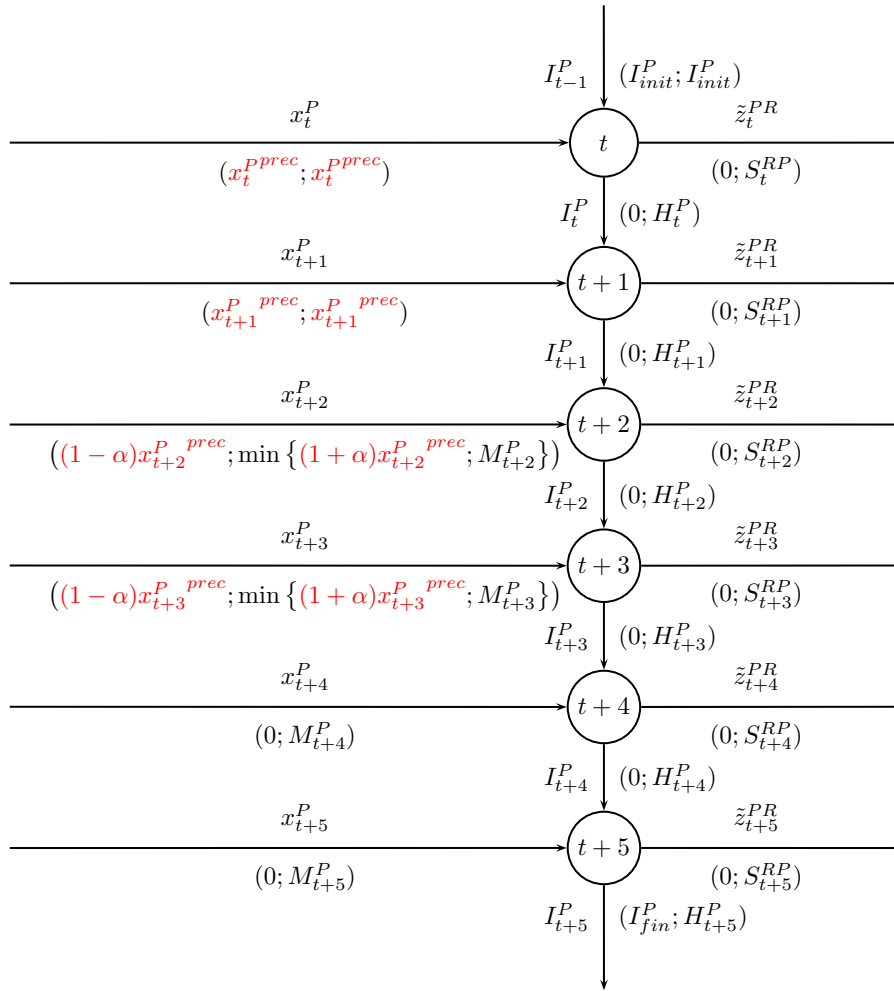 I_{t-1}^P (I_{init}^P; I_{init}^P)
x_t^P z̃_t^{PR}
t
(x_t^{P prec}; x_t^{P prec}) (0; S_t^{RP})
I_t^P (0; H_t^P)
x_{t+1}^P z̃_{t+1}^{PR}
t + 1
(x_{t+1}^{P prec}; x_{t+1}^{P prec}) (0; S_{t+1}^{RP})
I_{t+1}^P (0; H_{t+1}^P)
x_{t+2}^P z̃_{t+2}^{PR}
t + 2
((1 − α)x_{t+2}^{P prec}; min {(1 + α)x_{t+2}^{P prec}; M_{t+2}^P}) (0; S_{t+2}^{RP})
I_{t+2}^P (0; H_{t+2}^P)
x_{t+3}^P z̃_{t+3}^{PR}
t + 3
((1 − α)x_{t+3}^{P prec}; min {(1 + α)x_{t+3}^{P prec}; M_{t+3}^P}) (0; S_{t+3}^{RP})
I_{t+3}^P (0; H_{t+3}^P)
x_{t+4}^P z̃_{t+4}^{PR}
t + 4
(0; M_{t+4}^P) (0; S_{t+4}^{RP})
I_{t+4}^P (0; H_{t+4}^P)
x_{t+5}^P z̃_{t+5}^{PR}
t + 5
(0; M_{t+5}^P) (0; S_{t+5}^{RP})
I_{t+5}^P (I_{fin}^P; H_{t+5}^P)